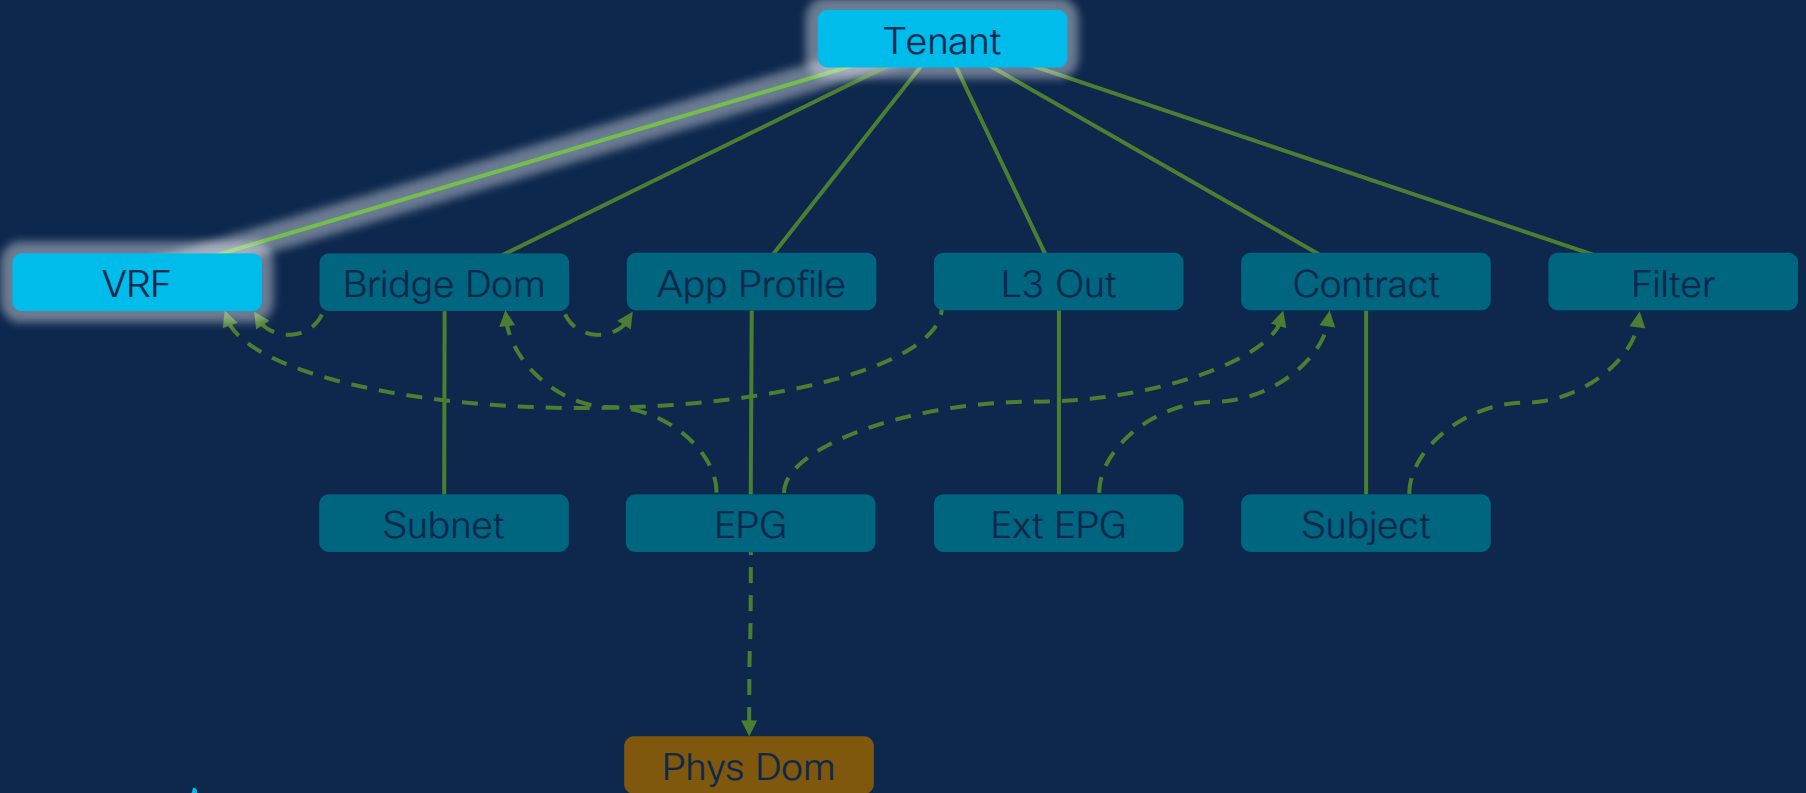 Tenant
VRF
Bridge Dom
App Profile
L3 Out
Contract
Filter
Subnet
EPG
Ext EPG
Subject
Phys Dom